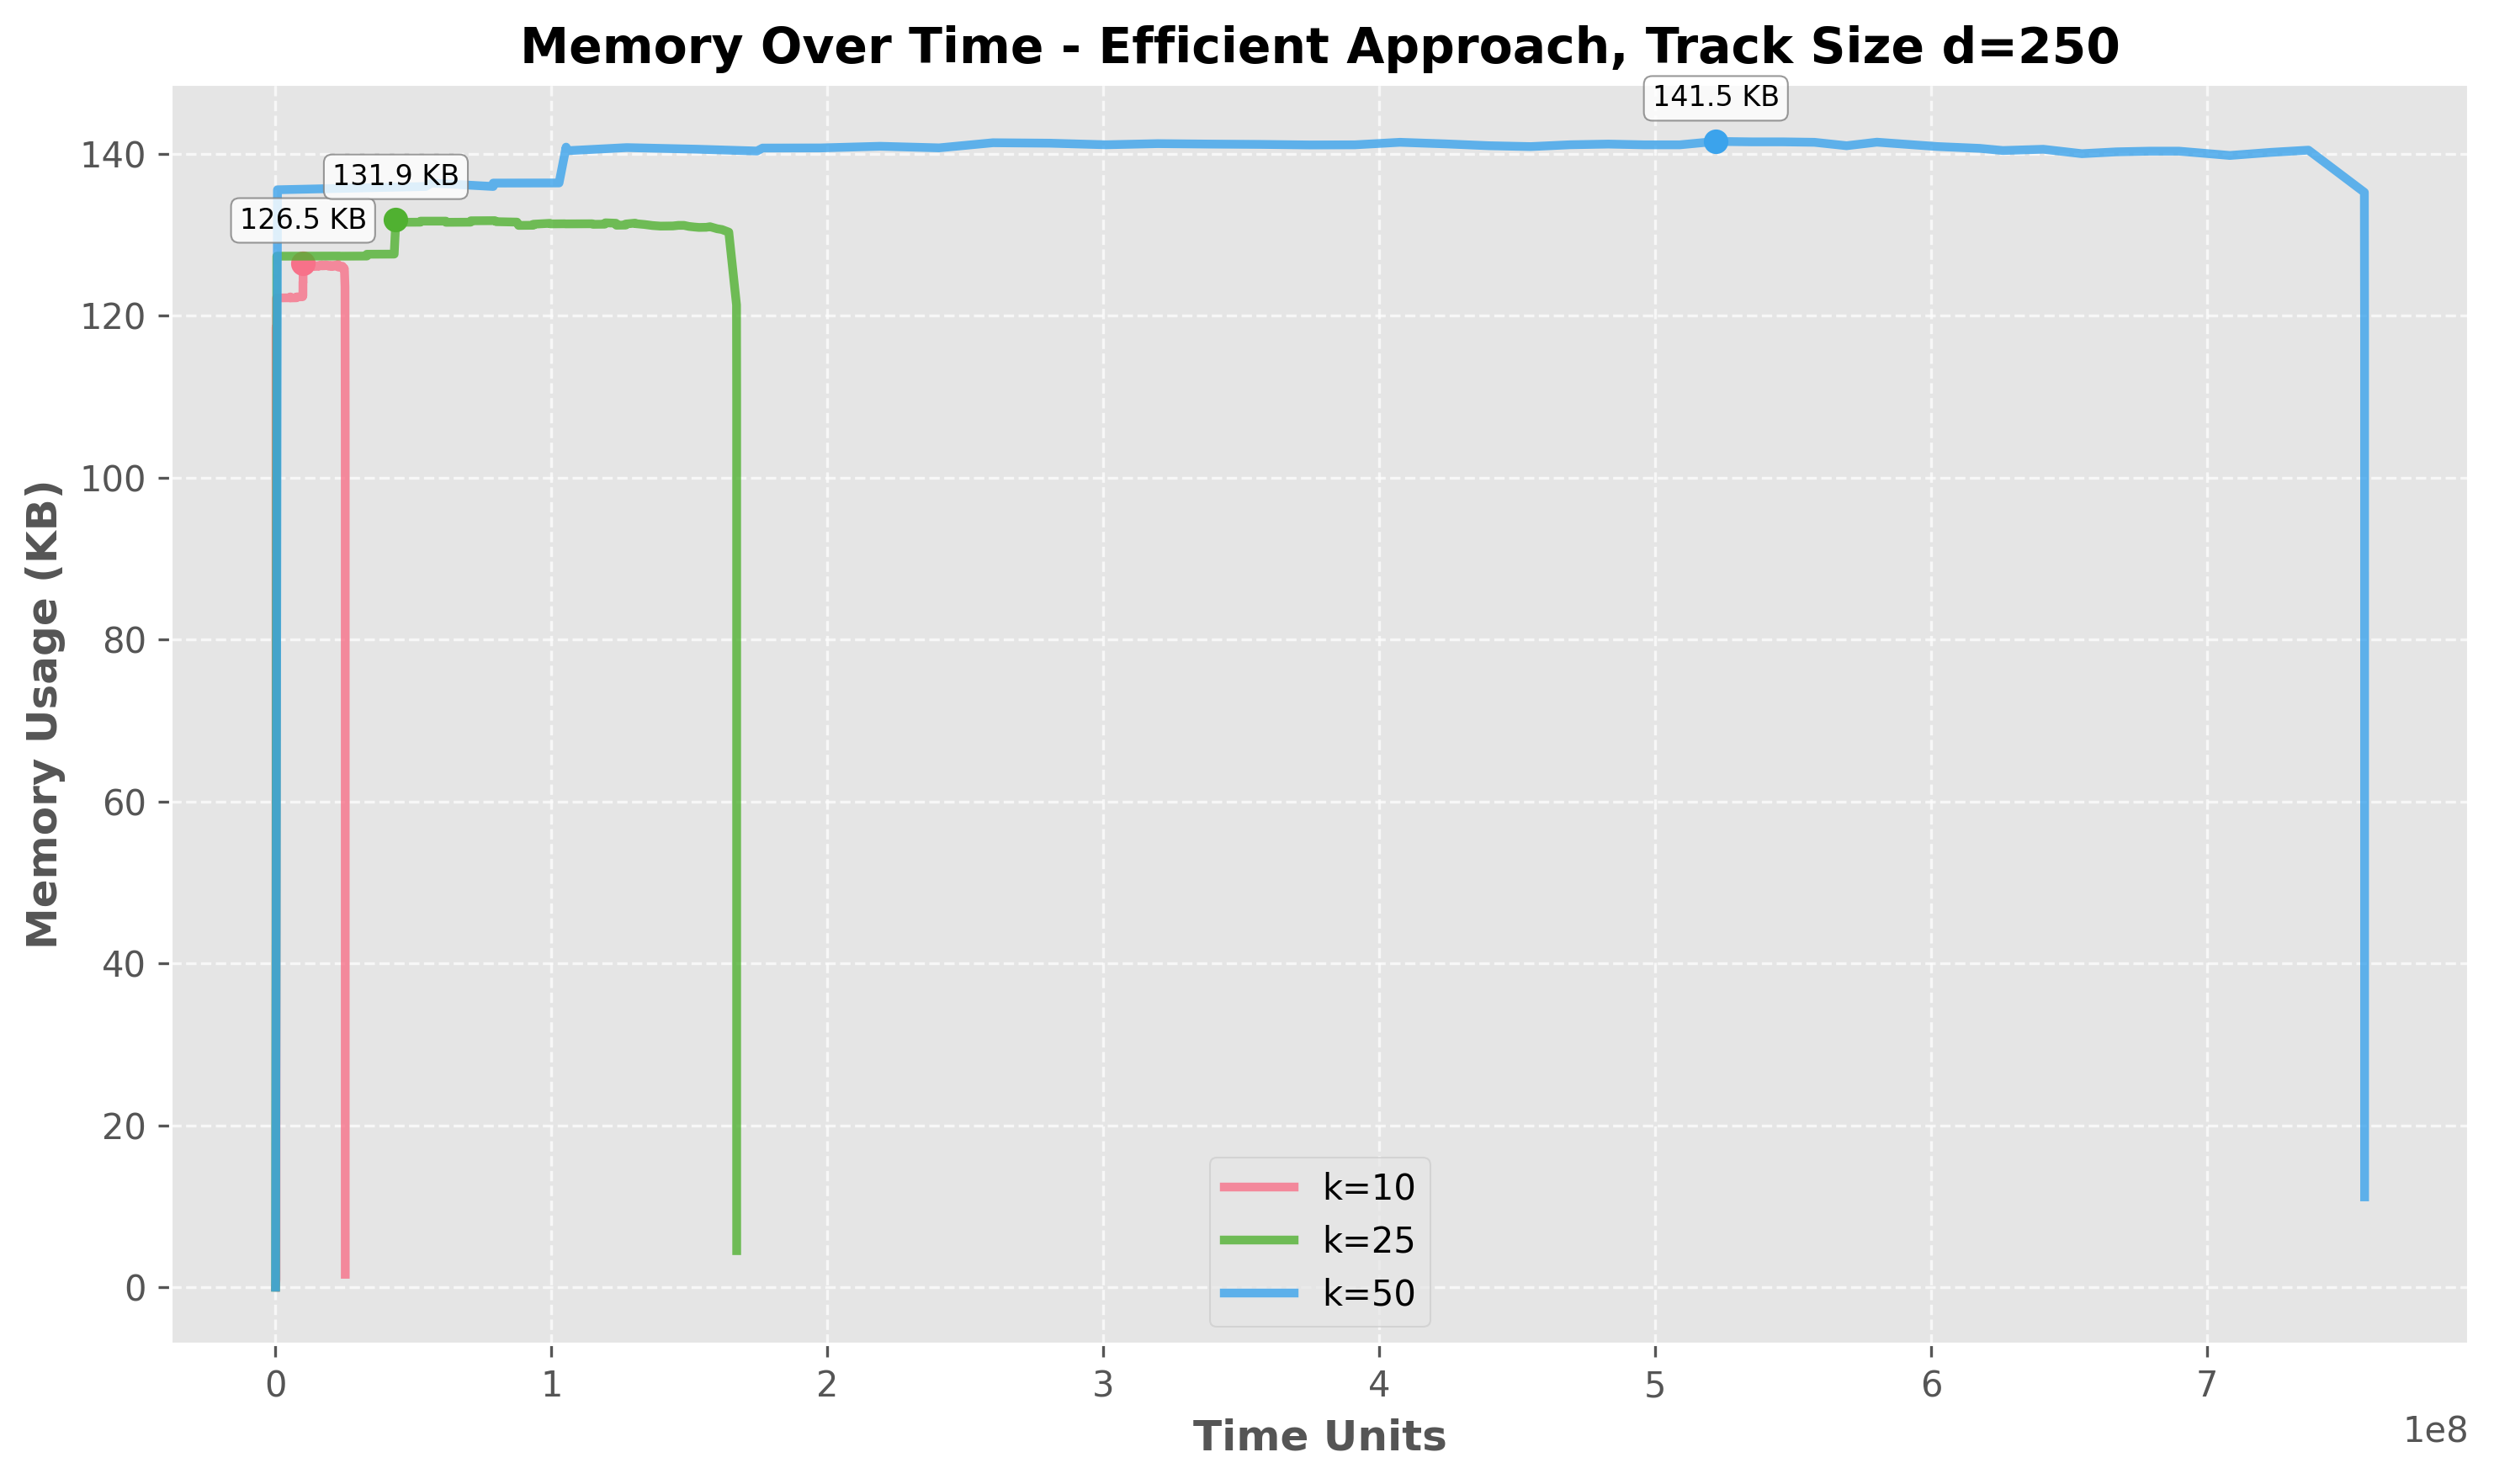 Memory Over Time - Efficient Approach, Track Size d=250
141.5 KB
131.9 KB
126.5 KB
140
120
100
80
60
40
20
0
Memory Usage (KB)
k=10
k=25
k=50
0 1 2 3 4 5 6 7
1e8
Time Units